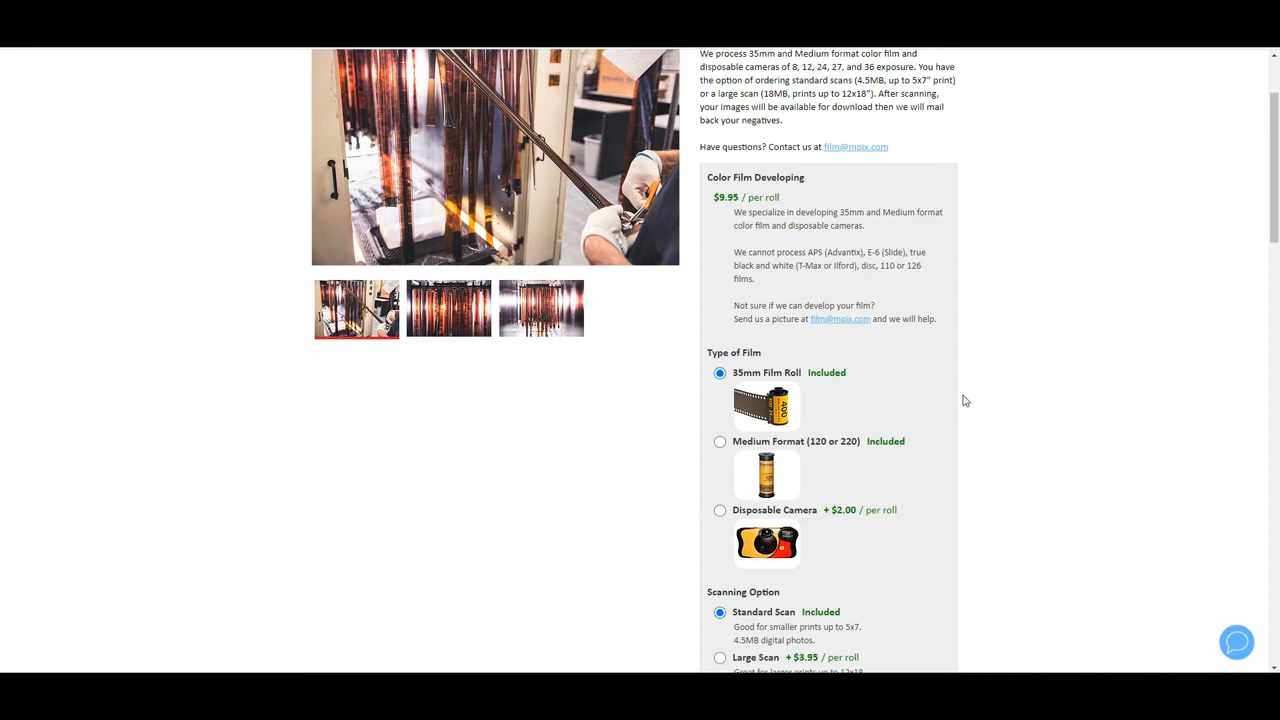 We process 35mm and Medium format color film and
disposable cameras of 8, 12, 24, 27, and 36 exposure. You have
the option of ordering standard scans (4.5MB, up to 5x7" print)
or a large scan (18MB, prints up to 12x18"). After scanning,
your images will be available for download then we will mail
back your negatives.
Have questions? Contact us at film@mpix.com
Color Film Developing
$9.95 / per roll
We specialize in developing 35mm and Medium format
color film and disposable cameras.
We cannot process APS (Advantix), E-6 (Slide), true
black and white (T-Max or Ilford), disc, 110 or 126
films.
Not sure if we can develop your film?
Send us a picture at film@mpix.com and we will help.
Type of Film
35mm Film Roll Included
400
Medium Format (120 or 220) Included
Disposable Camera + $2.00 / per roll
Scanning Option
Standard Scan Included
Good for smaller prints up to 5x7.
4.5MB digital photos.
Large Scan + $3.95 / per roll
Great for larger prints up to 12x18